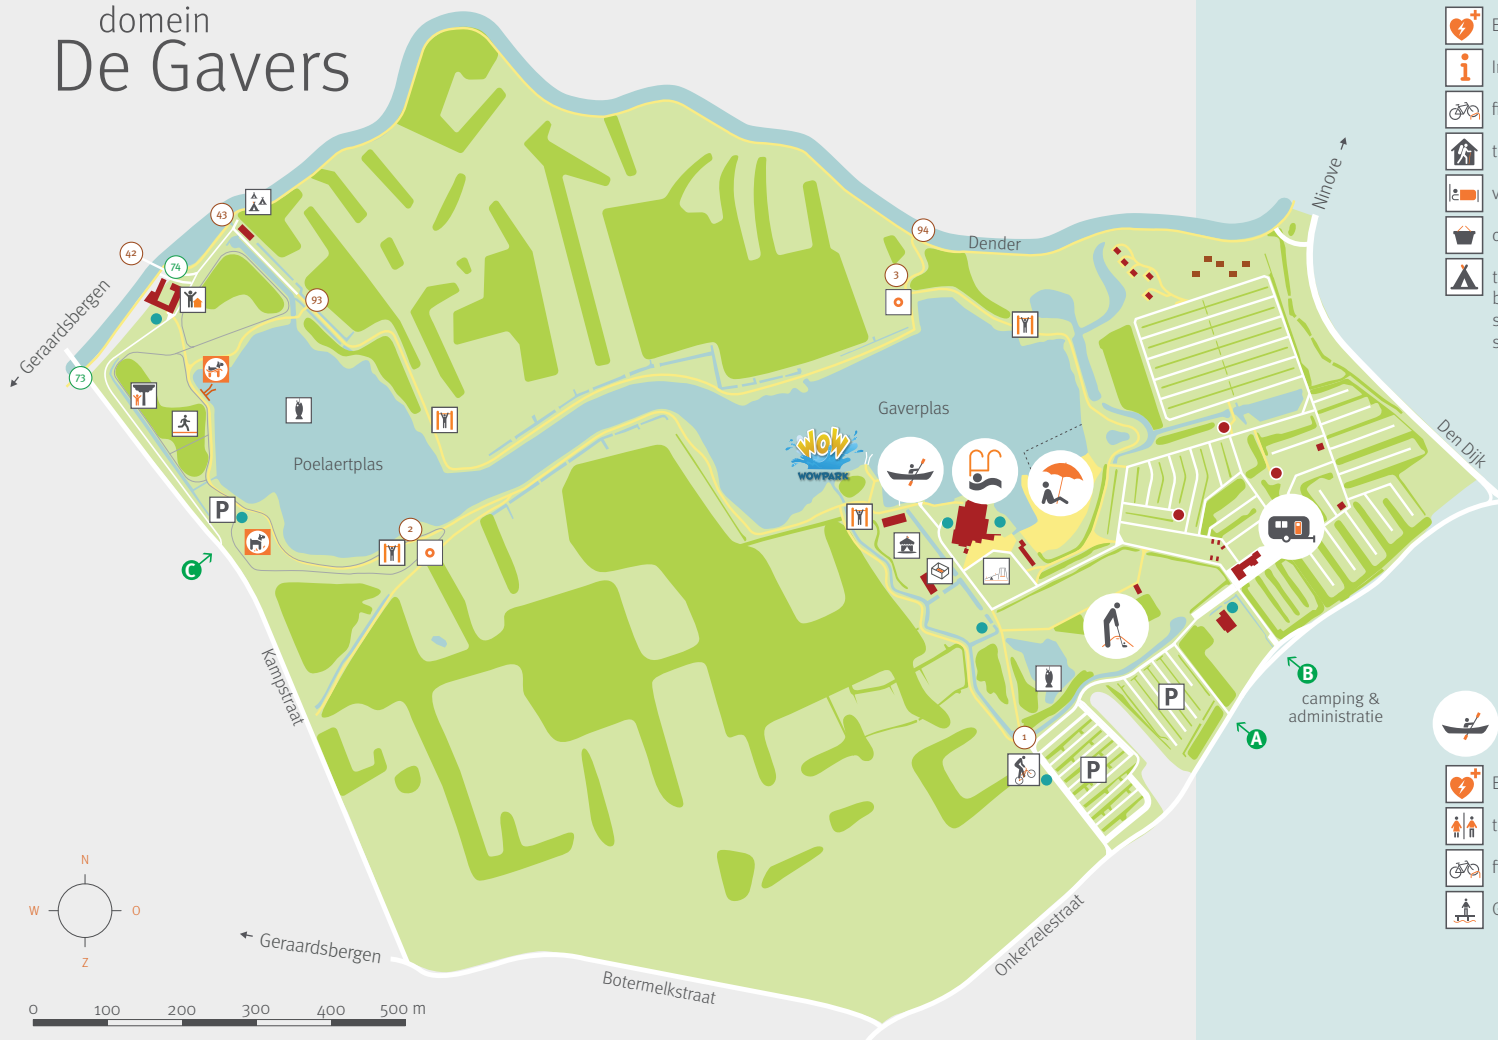 domein
De Gavers
Ninove
94
Dender
43
42
74
3
93
Geraardsbergen
73
Gaverplas
WOW
WOWPARK
Den Dijk
Poelaertplas
P
2
C
B
camping &
administratie
P
A
Kampstraat
1
P
N
W
O
Z
Geraardsbergen
Onkerzelestraat
Botermelkstraat
0 100 200 300 400 500 m